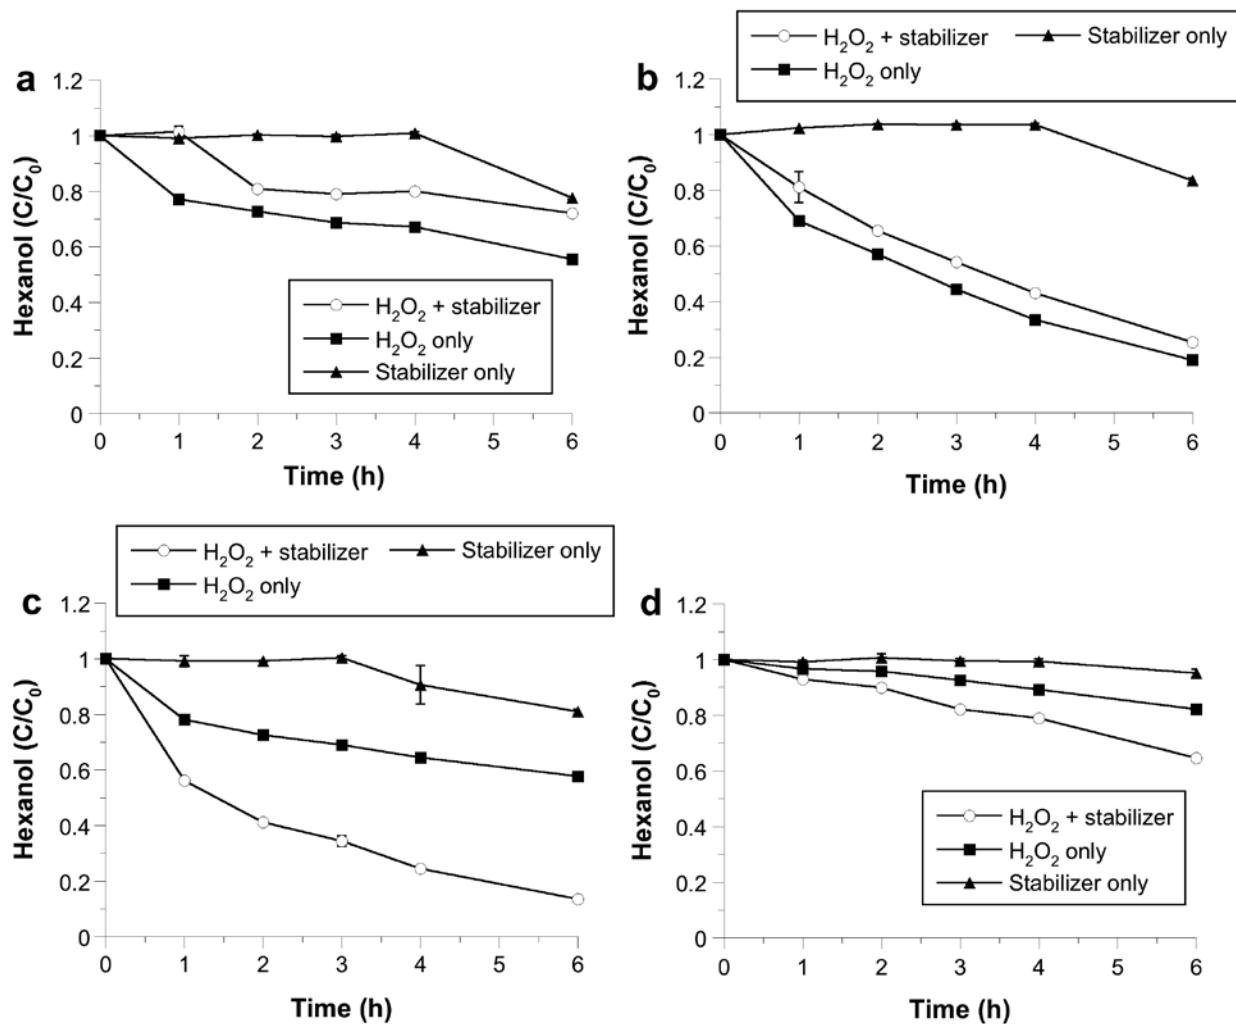 a
1.2
1
0.8
0.6
0.4
0.2
0
Hexanol (C/C₀)
H₂O₂ + stabilizer
H₂O₂ only
Stabilizer only
0 1 2 3 4 5 6
Time (h)
b
H₂O₂ + stabilizer Stabilizer only
H₂O₂ only
1.2
1
0.8
0.6
0.4
0.2
0
Hexanol (C/C₀)
0 1 2 3 4 5 6
Time (h)
c
H₂O₂ + stabilizer Stabilizer only
H₂O₂ only
1.2
1
0.8
0.6
0.4
0.2
0
Hexanol (C/C₀)
0 1 2 3 4 5 6
Time (h)
d
1.2
1
0.8
0.6
0.4
0.2
0
Hexanol (C/C₀)
H₂O₂ + stabilizer
H₂O₂ only
Stabilizer only
0 1 2 3 4 5 6
Time (h)